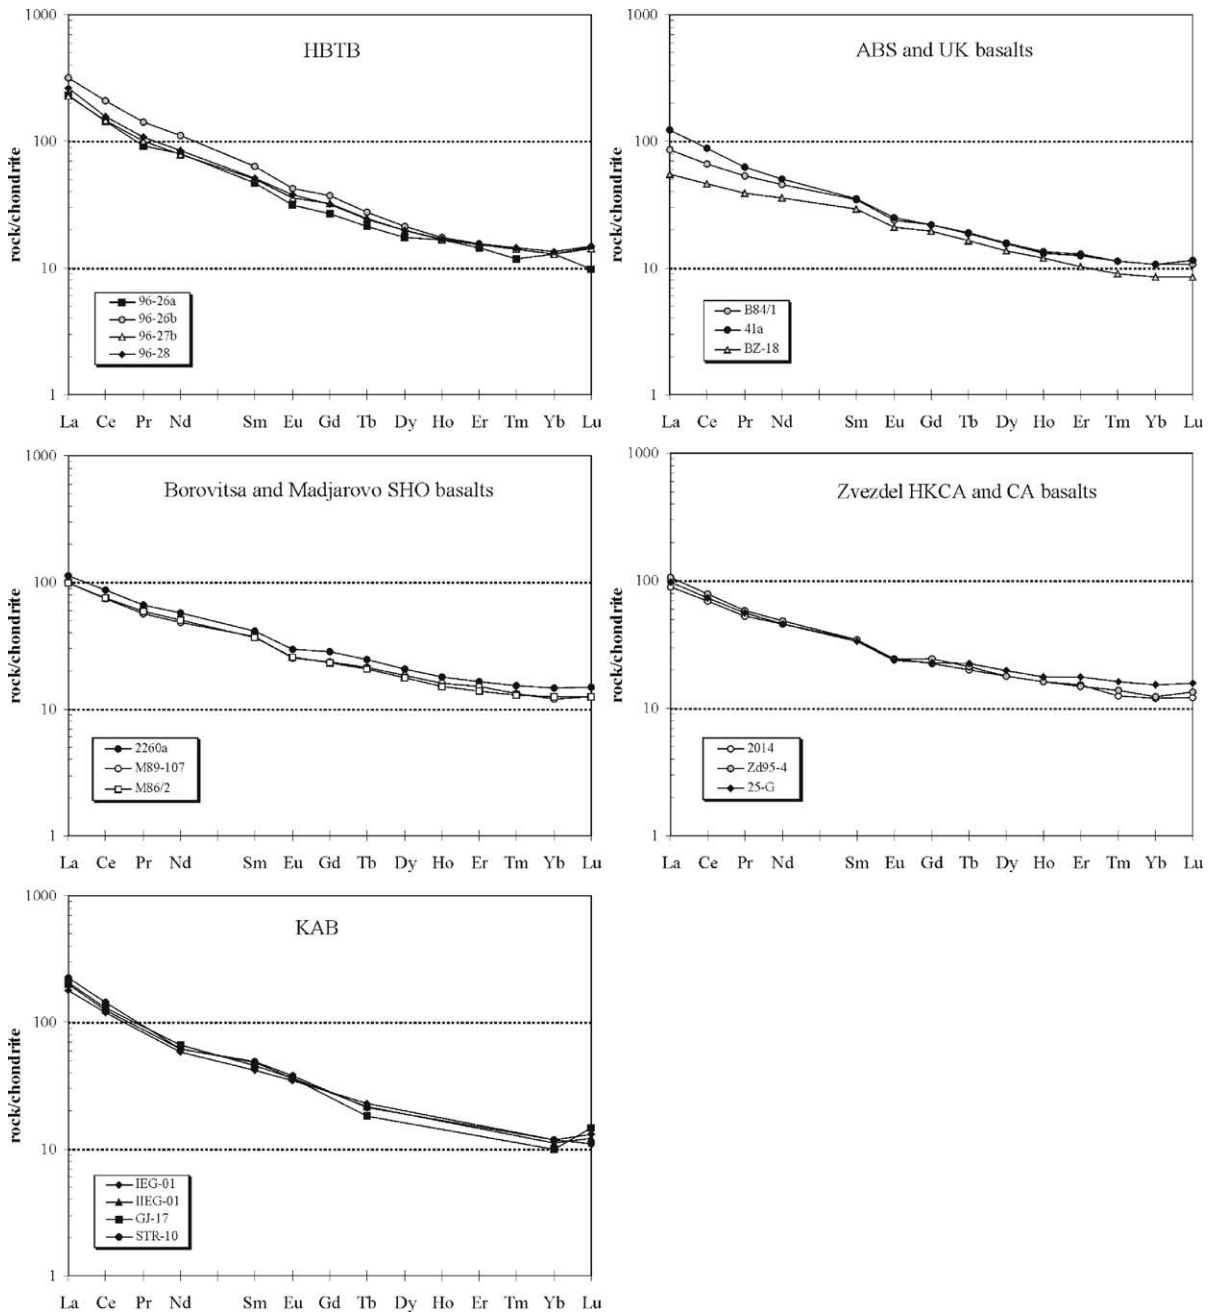 HBTB
rock/chondrite
1000
100
10
1
96-26a
96-26b
96-27b
96-28
La Ce Pr Nd Sm Eu Gd Tb Dy Ho Er Tm Yb Lu
ABS and UK basalts
rock/chondrite
1000
100
10
1
B84/1
41a
BZ-18
La Ce Pr Nd Sm Eu Gd Tb Dy Ho Er Tm Yb Lu
Borovitsa and Madjarovo SHO basalts
rock/chondrite
1000
100
10
1
2260a
M89-107
M86/2
La Ce Pr Nd Sm Eu Gd Tb Dy Ho Er Tm Yb Lu
Zvezdel HKCA and CA basalts
rock/chondrite
1000
100
10
1
2014
Zd95-4
25-G
La Ce Pr Nd Sm Eu Gd Tb Dy Ho Er Tm Yb Lu
KAB
rock/chondrite
1000
100
10
1
IEG-01
IIEG-01
GJ-17
STR-10
La Ce Pr Nd Sm Eu Gd Tb Dy Ho Er Tm Yb Lu